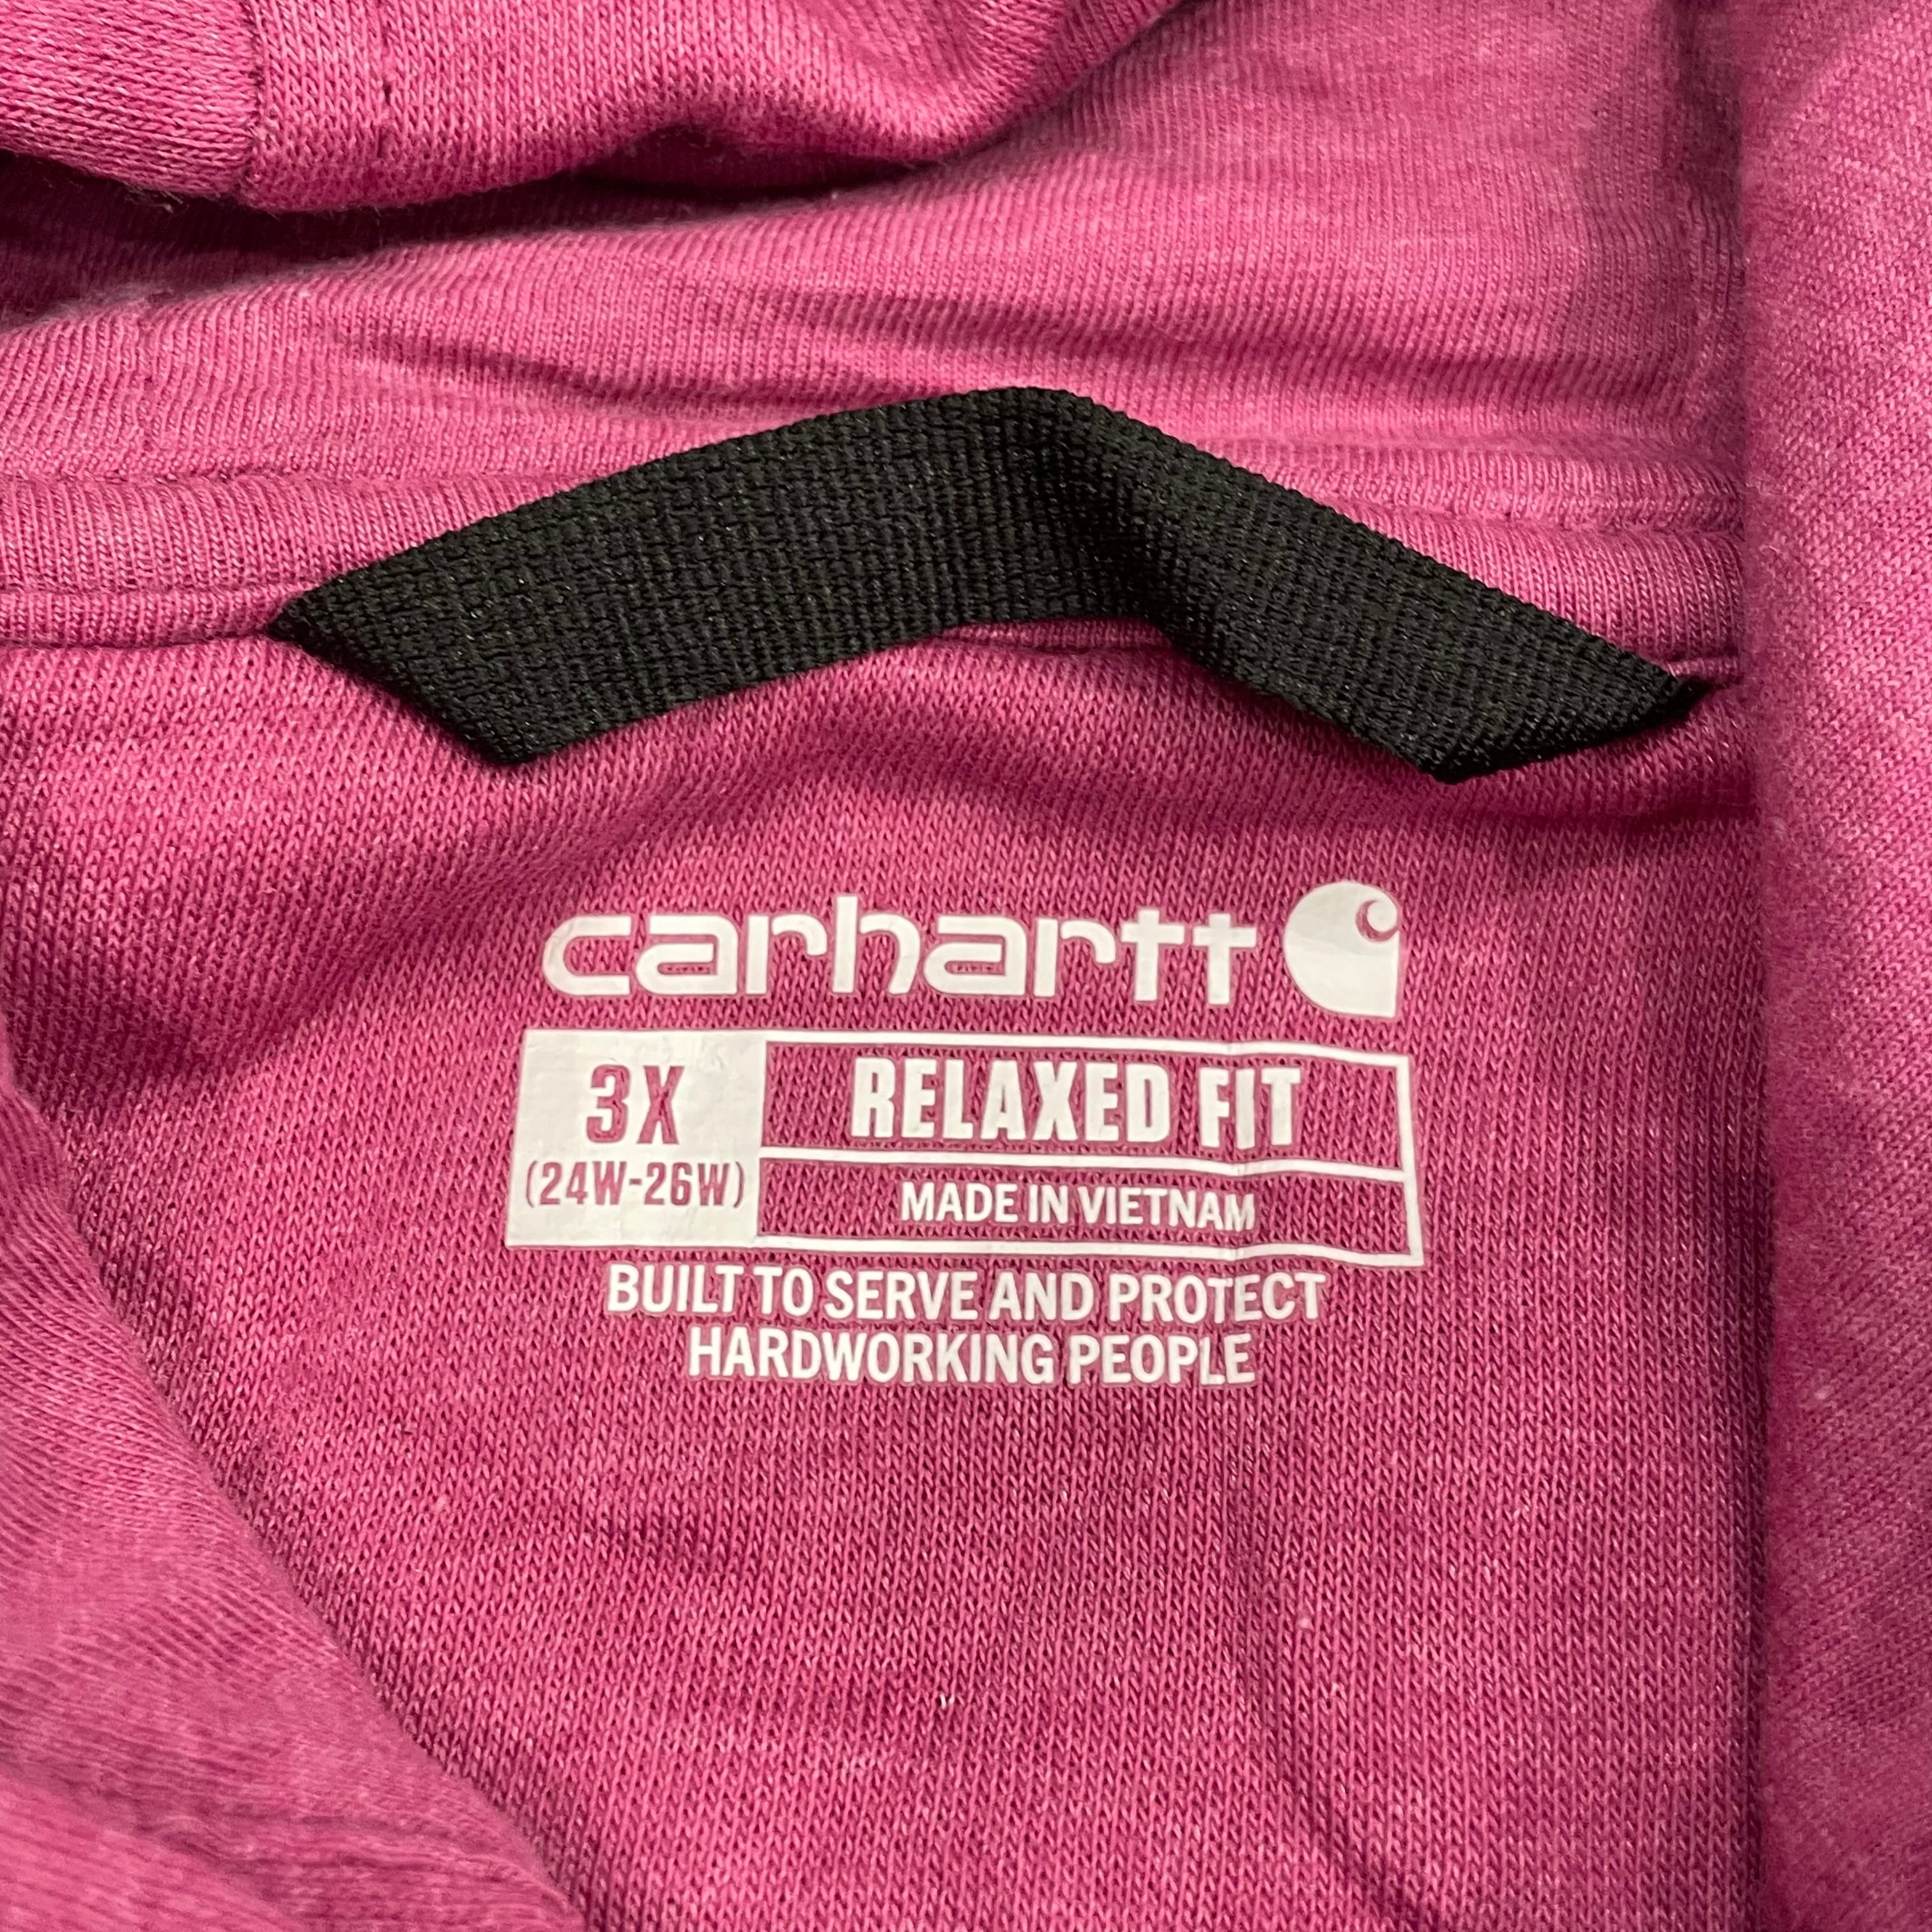 carhartt
3X
(24W-26W)
RELAXED FIT
MADE IN VIETNAM
BUILT TO SERVE AND PROTECT
HARDWORKING PEOPLE